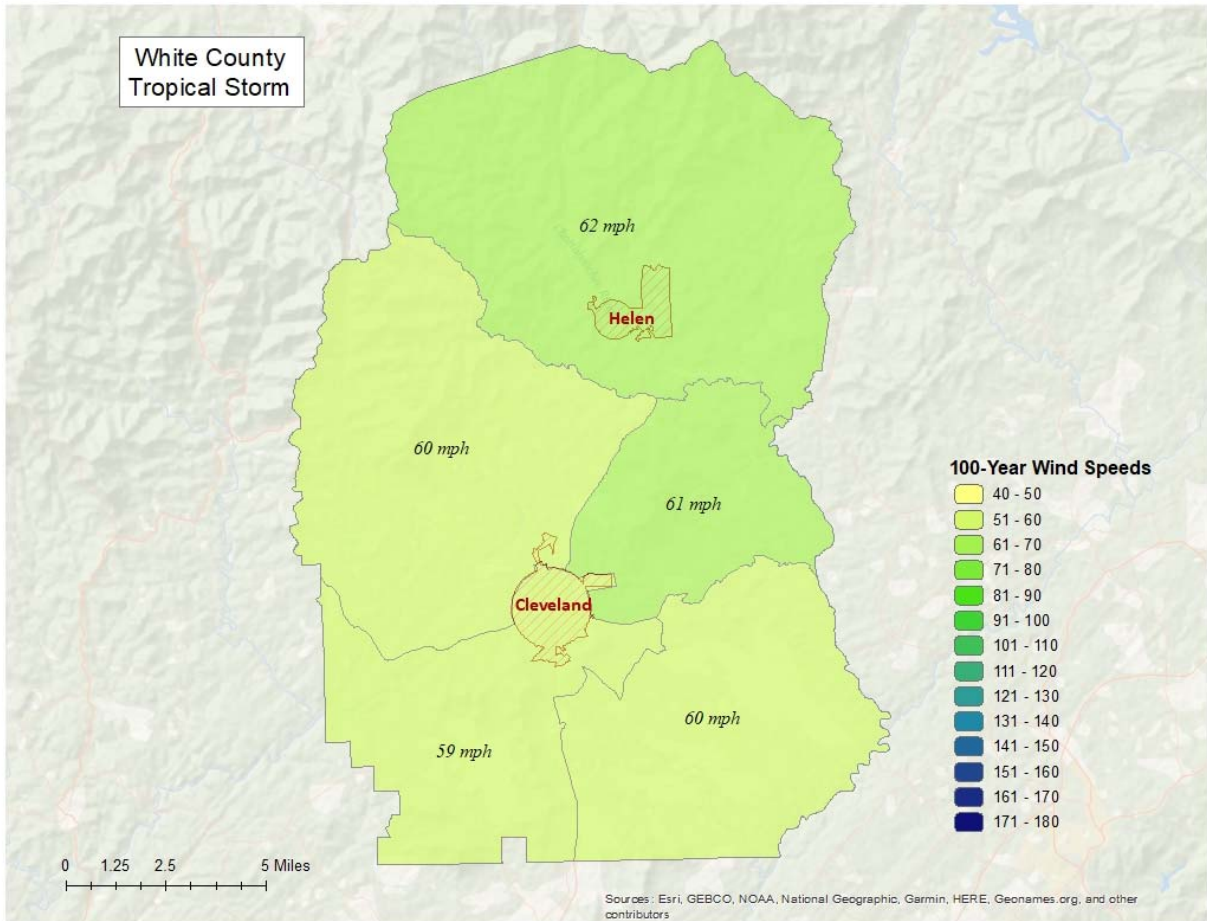 White County
Tropical Storm
62 mph
Helen
60 mph
61 mph
Cleveland
60 mph
59 mph
100-Year Wind Speeds
40 - 50
51 - 60
61 - 70
71 - 80
81 - 90
91 - 100
101 - 110
111 - 120
121 - 130
131 - 140
141 - 150
151 - 160
161 - 170
171 - 180
0 1.25 2.5 5 Miles
Sources: Esri, GEBCO, NOAA, National Geographic, Garmin, HERE, Geonames.org, and other
contributors